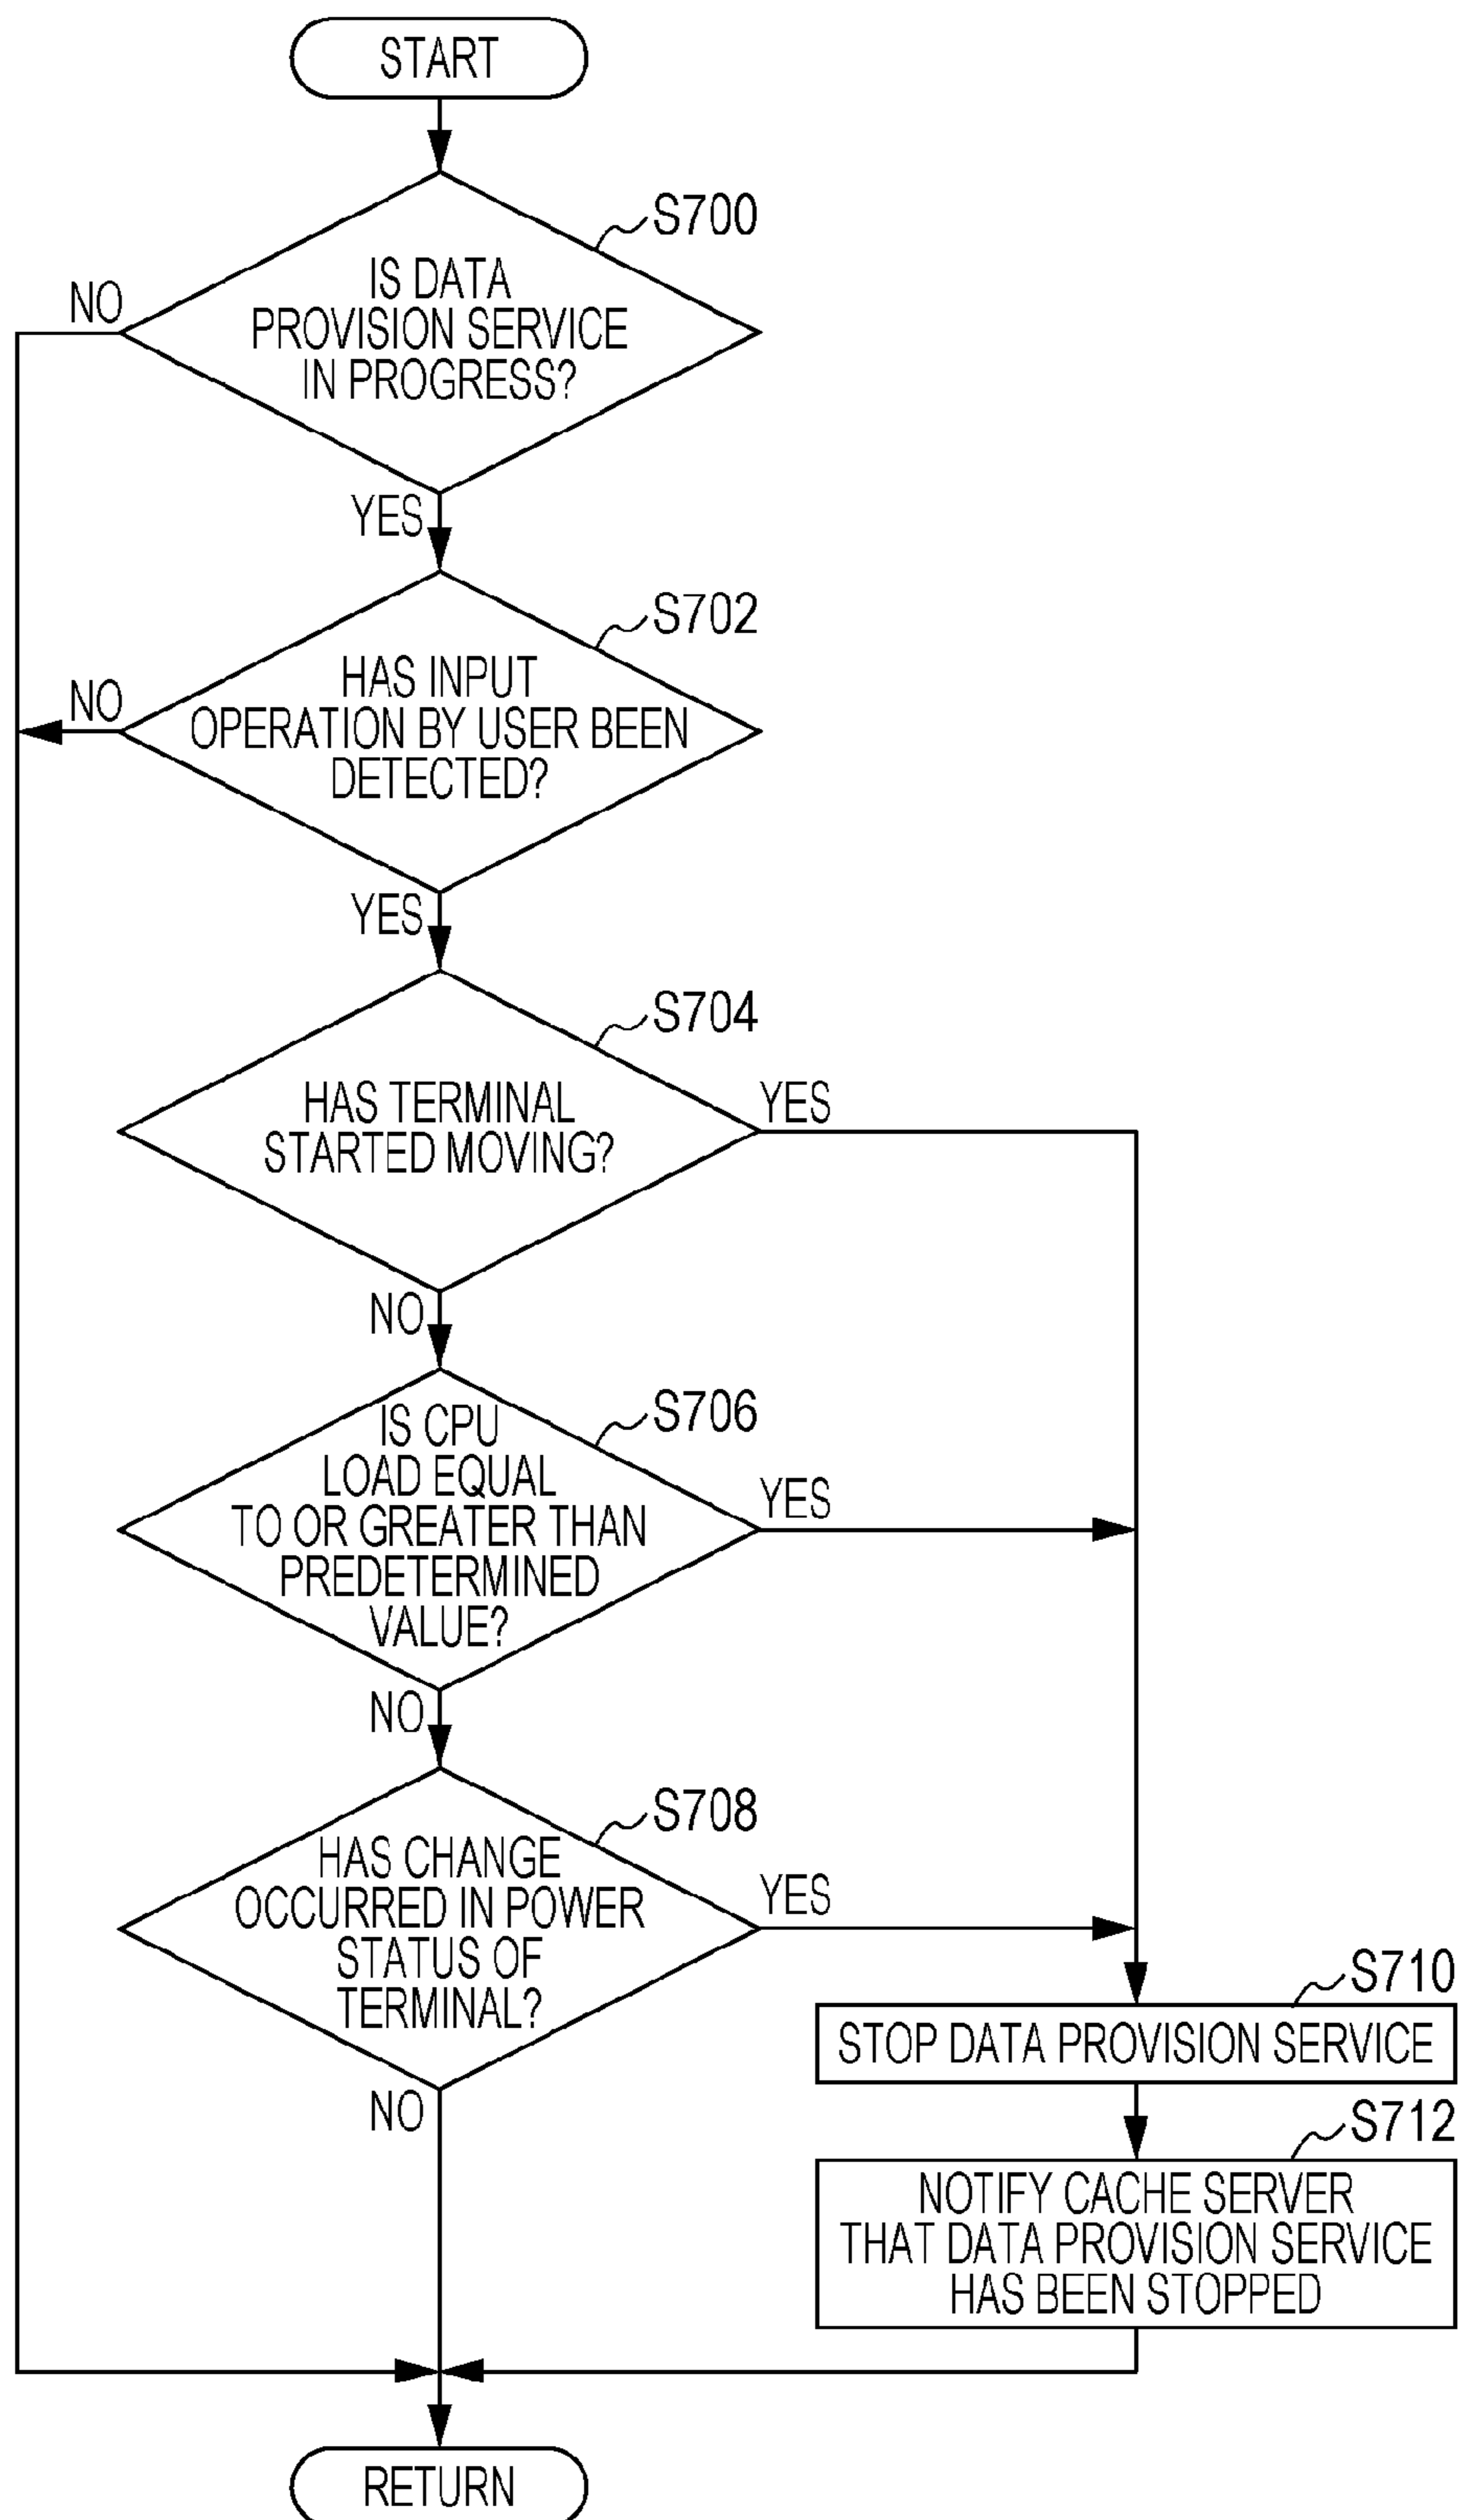 START
S700
IS DATA
PROVISION SERVICE
IN PROGRESS?
NO
YES
S702
HAS INPUT
OPERATION BY USER BEEN
DETECTED?
NO
YES
S704
HAS TERMINAL
STARTED MOVING?
YES
NO
S706
IS CPU
LOAD EQUAL
TO OR GREATER THAN
PREDETERMINED
VALUE?
YES
NO
S708
HAS CHANGE
OCCURRED IN POWER
STATUS OF
TERMINAL?
YES
NO
S710
STOP DATA PROVISION SERVICE
S712
NOTIFY CACHE SERVER
THAT DATA PROVISION SERVICE
HAS BEEN STOPPED
RETURN